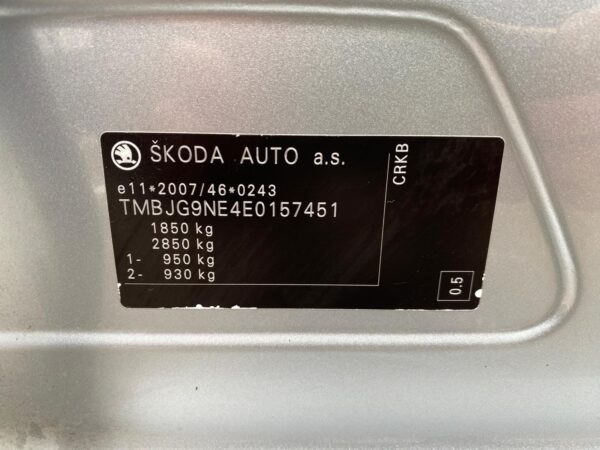 ŠKODA AUTO a.s.
e11*2007/46*0243
TMBJG9NE4E0157451
1850 kg
2850 kg
1- 950 kg
2- 930 kg
CRKB
0.5